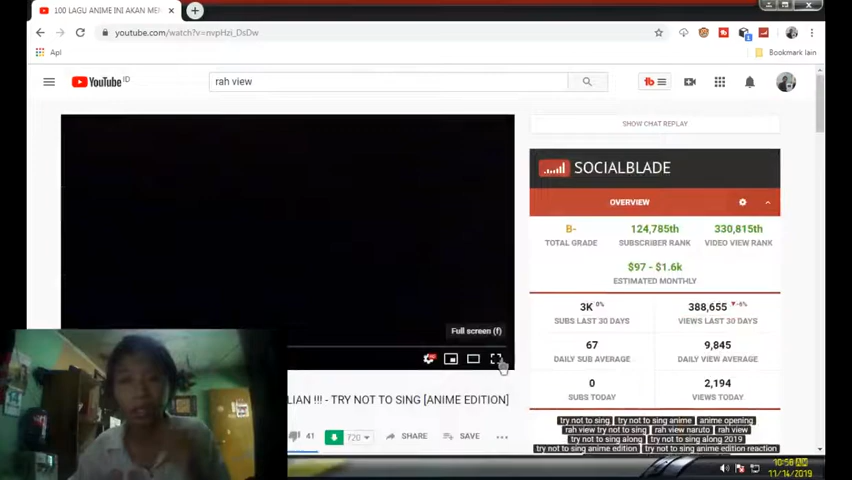 100 LAGU ANIME INI AKAN MEN
youtube.com/watch?v=nvpHzi_DsDw
Apl
Bookmark lain
YouTube ID
rah view
SHOW CHAT REPLAY
SOCIALBLADE
OVERVIEW
B-
124,785th
330,815th
TOTAL GRADE
SUBSCRIBER RANK
VIDEO VIEW RANK
$97 - $1.6k
ESTIMATED MONTHLY
Full screen (f)
3K 0%
388,655 -6%
SUBS LAST 30 DAYS
VIEWS LAST 30 DAYS
67
9,845
DAILY SUB AVERAGE
DAILY VIEW AVERAGE
0
2,194
SUBS TODAY
VIEWS TODAY
LIAN !!! - TRY NOT TO SING [ANIME EDITION]
41
720
SHARE
SAVE
try not to sing
try not to sing anime
anime opening
rah view try not to sing
rah view naruto
rah view
try not to sing along
try not to sing along 2019
try not to sing anime edition
try not to sing anime edition reaction
10:58 AM
11/14/2019